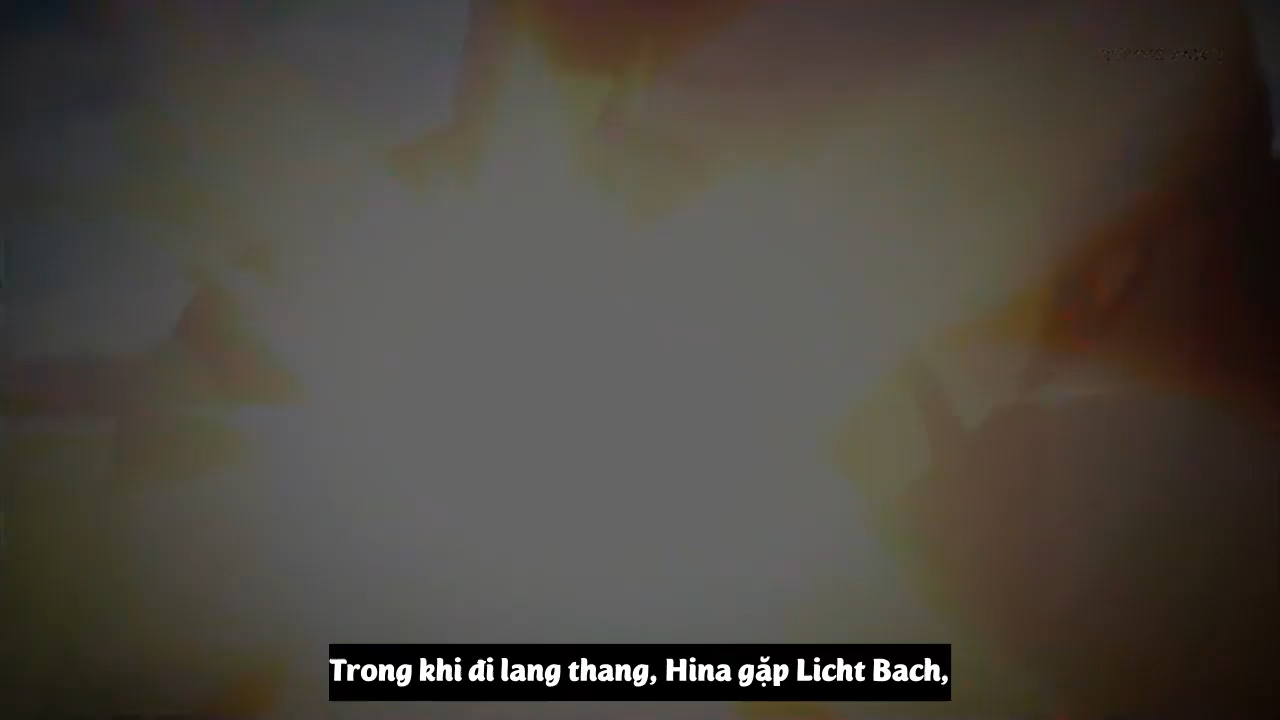 Trong khi đi lang thang, Hina gặp Licht Bach,